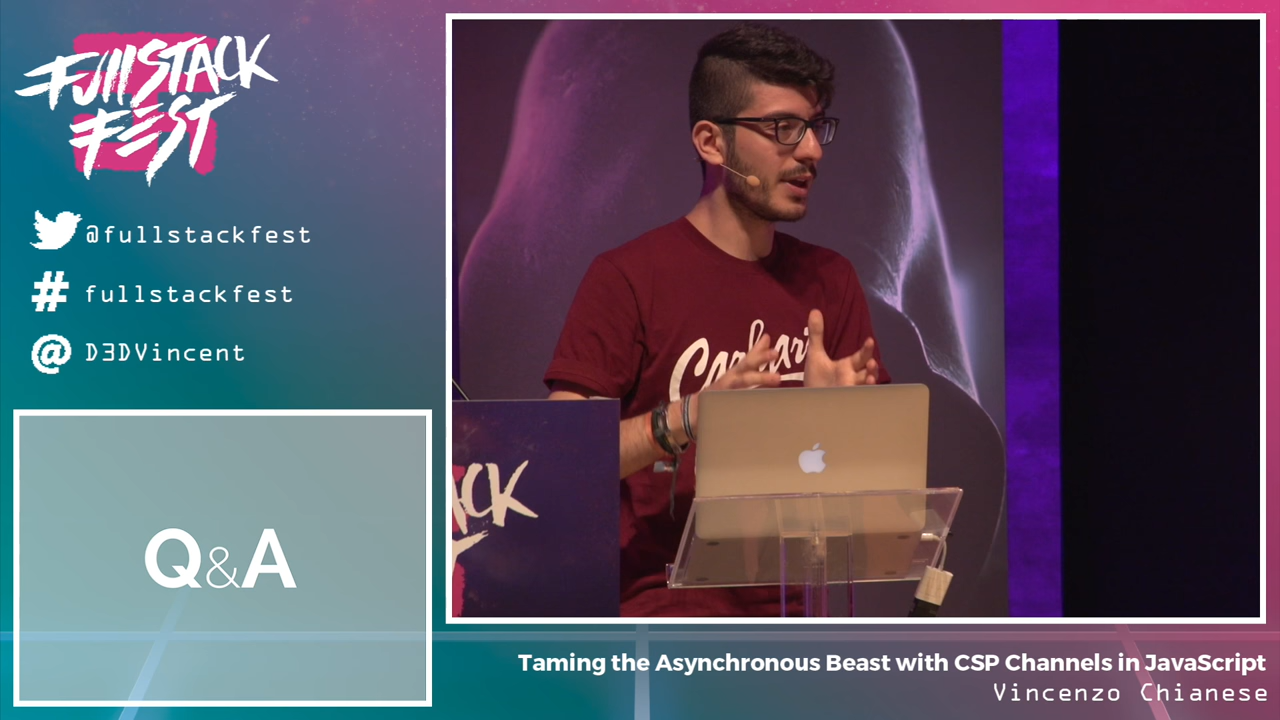 FullSTACK
FEST
@fullstackfest
# fullstackfest
@ D3DVincent
Q&A
Taming the Asynchronous Beast with CSP Channels in JavaScript
Vincenzo Chianese